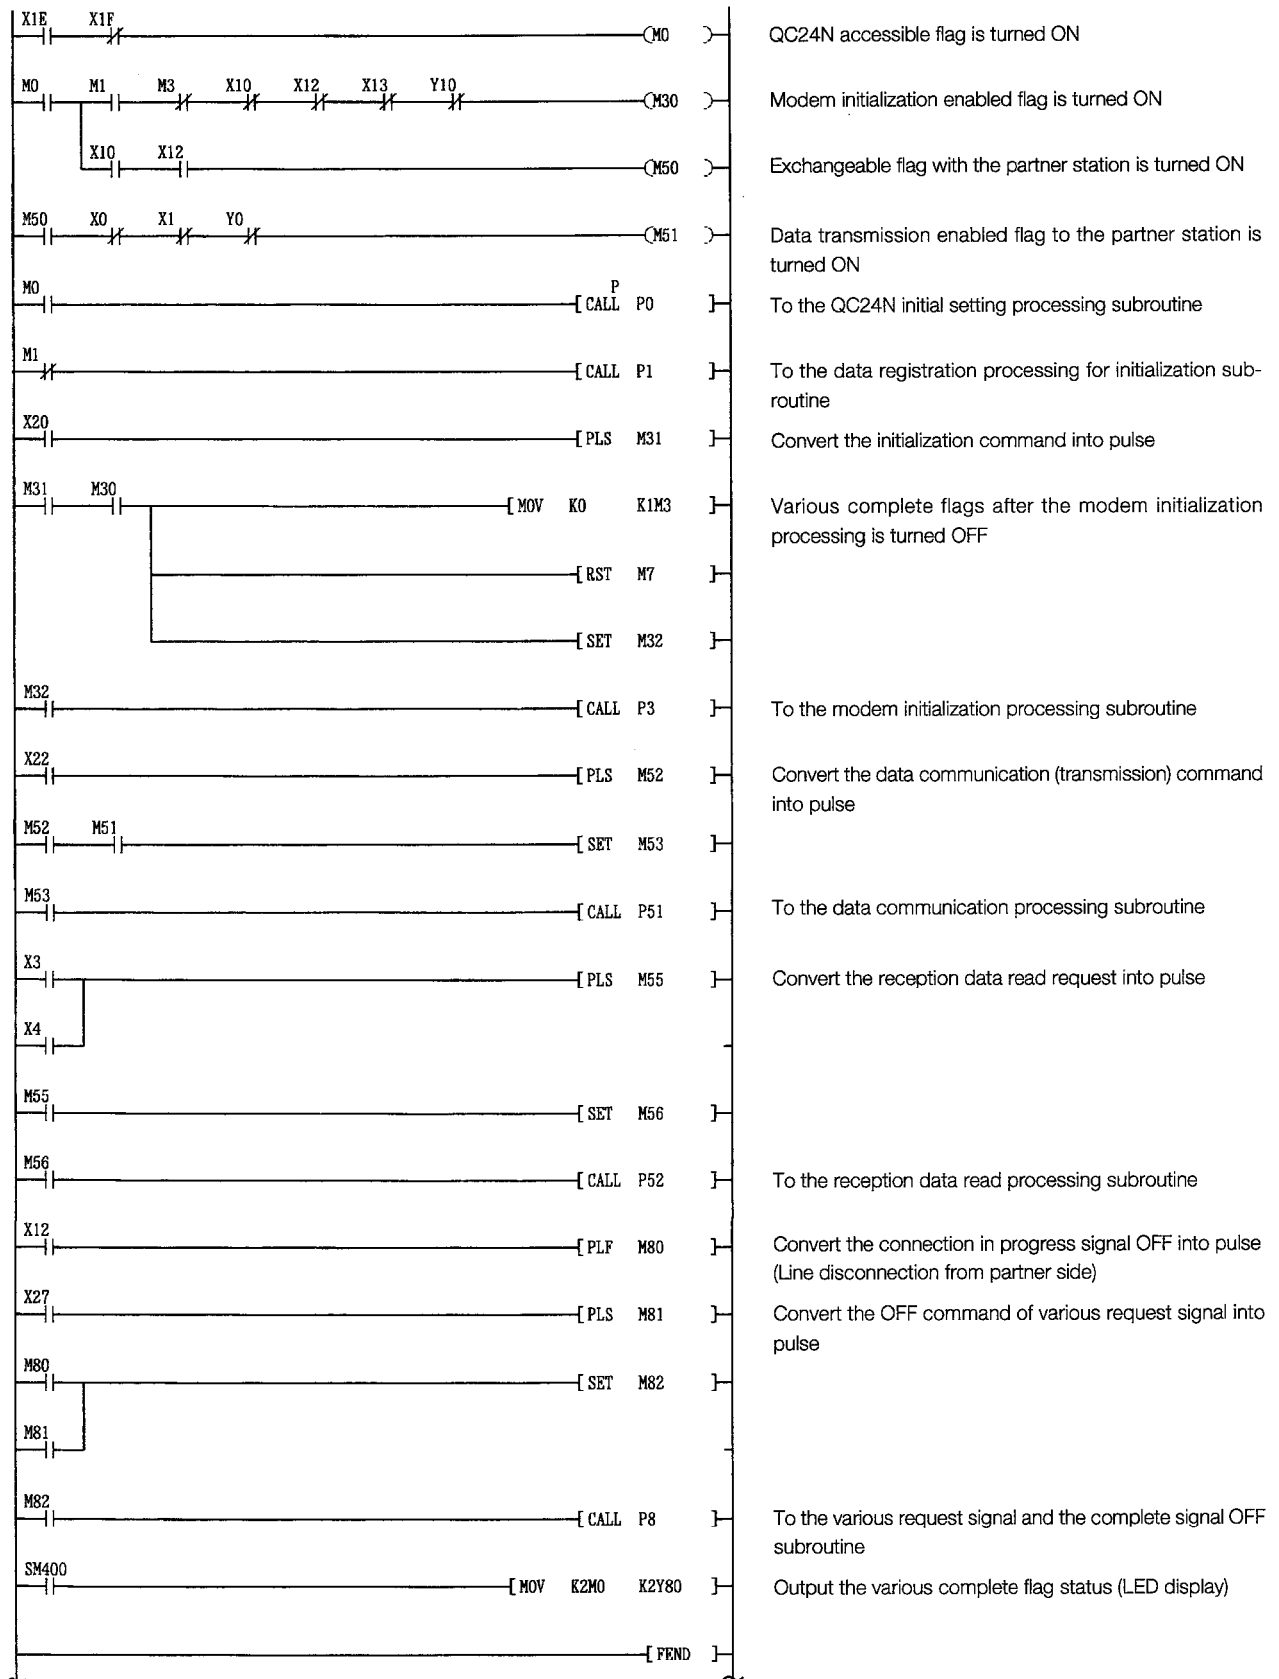 X1E X1F
(M0 ) QC24N accessible flag is turned ON
M0 M1 M3 X10 X12 X13 Y10
(M30 ) Modem initialization enabled flag is turned ON
X10 X12
(M50 ) Exchangeable flag with the partner station is turned ON
M50 X0 X1 Y0
(M51 ) Data transmission enabled flag to the partner station is
turned ON
M0 P
[ CALL P0 ] To the QC24N initial setting processing subroutine
M1
[ CALL P1 ] To the data registration processing for initialization sub-
routine
X20
[ PLS M31 ] Convert the initialization command into pulse
M31 M30
[ MOV K0 K1M3 ] Various complete flags after the modem initialization
processing is turned OFF
[ RST M7 ]
[ SET M32 ]
M32
[ CALL P3 ] To the modem initialization processing subroutine
X22
[ PLS M52 ] Convert the data communication (transmission) command
into pulse
M52 M51
[ SET M53 ]
M53
[ CALL P51 ] To the data communication processing subroutine
X3
[ PLS M55 ] Convert the reception data read request into pulse
X4
M55
[ SET M56 ]
M56
[ CALL P52 ] To the reception data read processing subroutine
X12
[ PLF M80 ] Convert the connection in progress signal OFF into pulse
(Line disconnection from partner side)
X27
[ PLS M81 ] Convert the OFF command of various request signal into
pulse
M80
[ SET M82 ]
M81
M82
[ CALL P8 ] To the various request signal and the complete signal OFF
subroutine
SM400
[ MOV K2M0 K2Y80 ] Output the various complete flag status (LED display)
[ FEND ]